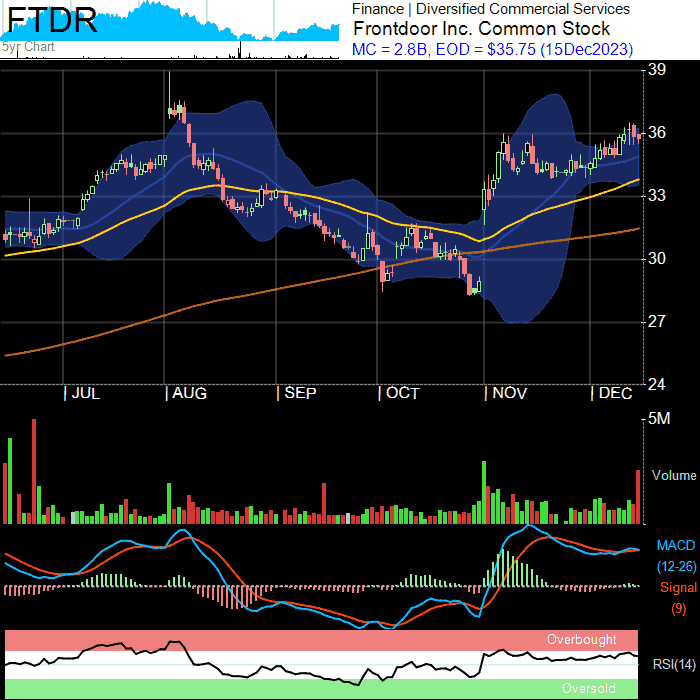 FTDR
5yr Chart
Finance | Diversified Commercial Services
Frontdoor Inc. Common Stock
MC = 2.8B, EOD = $35.75 (15Dec2023)
39
36
33
30
27
24
| JUL | AUG | SEP | OCT | NOV | DEC
5M
Volume
0
MACD
(12-26)
Signal
(9)
Overbought
RSI(14)
Oversold